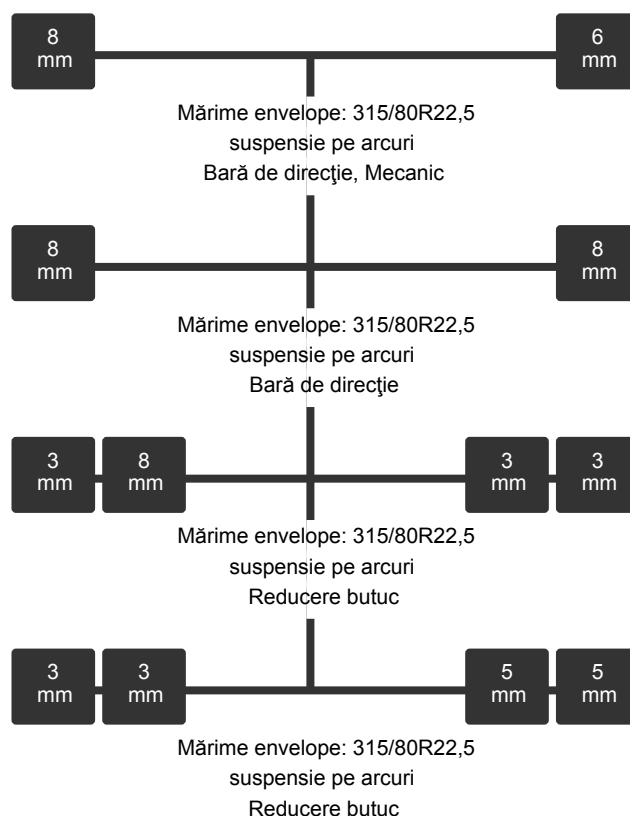 8
mm
6
mm
Mărime envelope: 315/80R22,5
suspensie pe arcuri
Bară de direcţie, Mecanic
8
mm
8
mm
Mărime envelope: 315/80R22,5
suspensie pe arcuri
Bară de direcţie
3
mm
8
mm
3
mm
3
mm
Mărime envelope: 315/80R22,5
suspensie pe arcuri
Reducere butuc
3
mm
3
mm
5
mm
5
mm
Mărime envelope: 315/80R22,5
suspensie pe arcuri
Reducere butuc